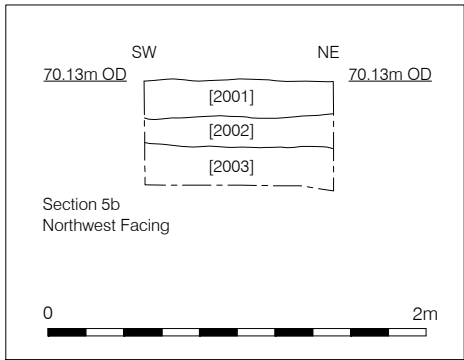 SW NE
70.13m OD 70.13m OD
[2001]
[2002]
[2003]
Section 5b
Northwest Facing
0 2m